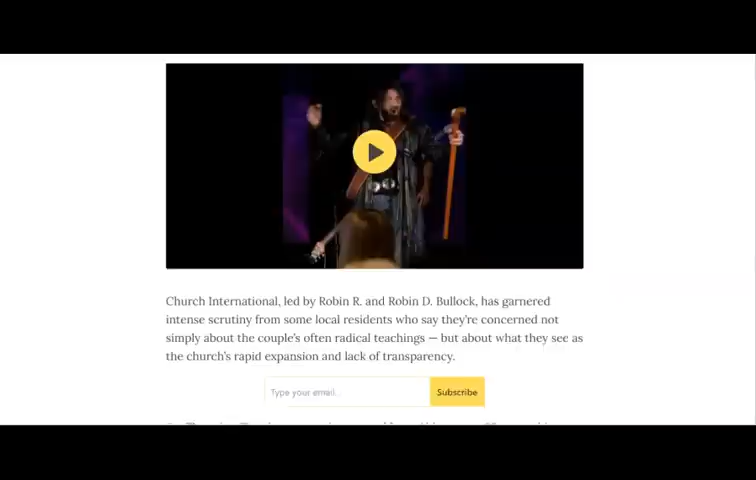 Church International, led by Robin R. and Robin D. Bullock, has garnered
intense scrutiny from some local residents who say they're concerned not
simply about the couple's often radical teachings — but about what they see as
the church's rapid expansion and lack of transparency.
Type your email...
Subscribe